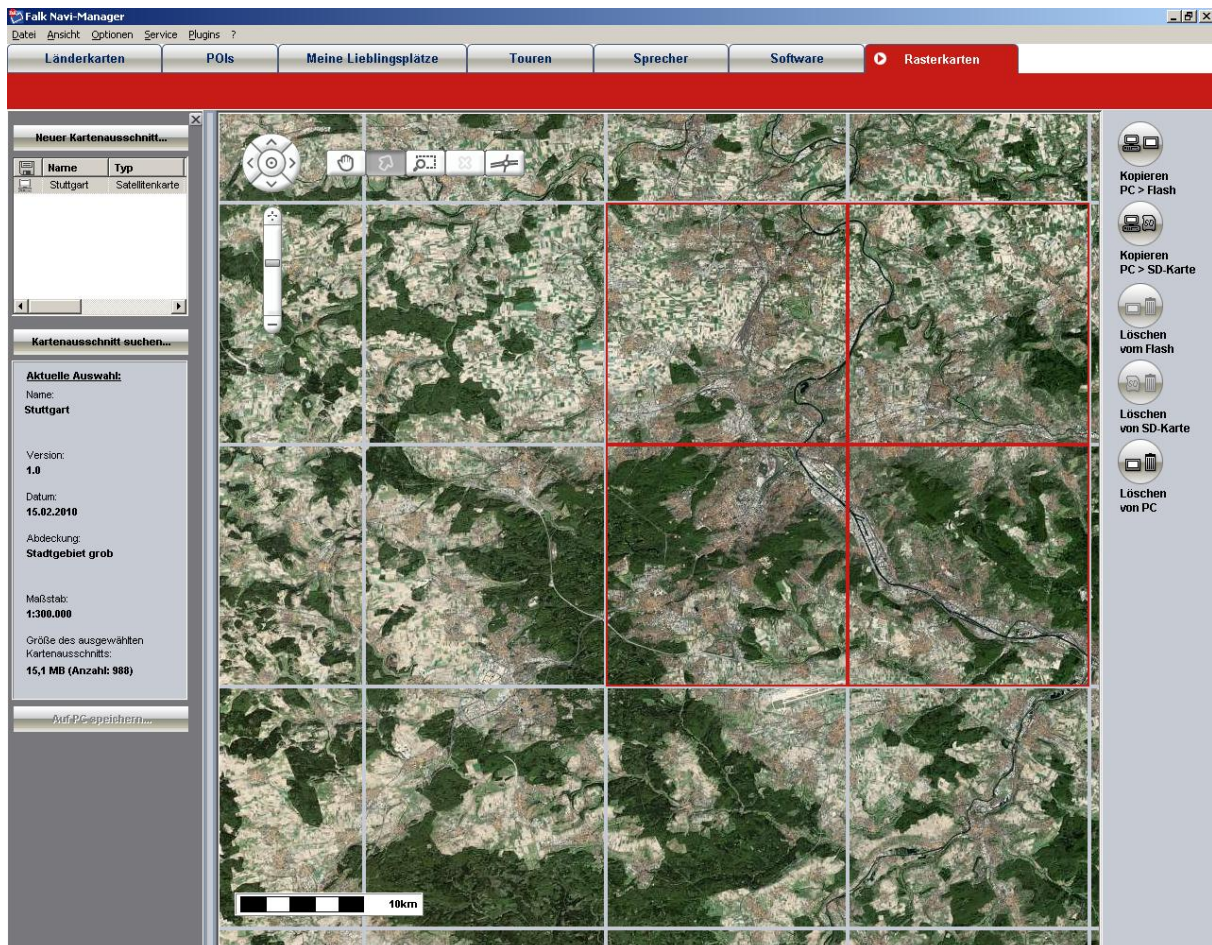 Falk Navi-Manager
Datei Ansicht Optionen Service Plugins ?
Länderkarten POIs Meine Lieblingsplätze Touren Sprecher Software Rasterkarten
Neuer Kartenausschnitt...
Name Typ
Stuttgart Satellitenkarte
Kartenausschnitt suchen...
Aktuelle Auswahl:
Name:
Stuttgart
Version:
1.0
Datum:
15.02.2010
Abdeckung:
Stadtgebiet grob
Maßstab:
1:300.000
Größe des ausgewählten
Kartenausschnitts:
15,1 MB (Anzahl: 988)
Auf PC speichern...
10km
Kopieren
PC > Flash
SD
Kopieren
PC > SD-Karte
Löschen
vom Flash
SD
Löschen
von SD-Karte
Löschen
von PC